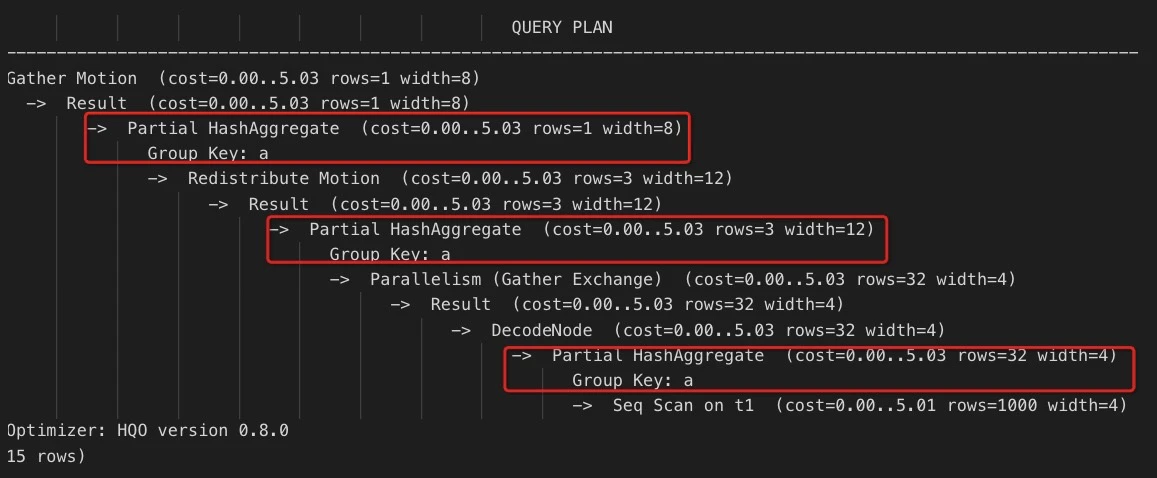 QUERY PLAN
--------------------------------------------------------------------------------------------------------------------
Gather Motion  (cost=0.00..5.03 rows=1 width=8)
  ->  Result  (cost=0.00..5.03 rows=1 width=8)
        ->  Partial HashAggregate  (cost=0.00..5.03 rows=1 width=8)
              Group Key: a
              ->  Redistribute Motion  (cost=0.00..5.03 rows=3 width=12)
                    ->  Result  (cost=0.00..5.03 rows=3 width=12)
                          ->  Partial HashAggregate  (cost=0.00..5.03 rows=3 width=12)
                                Group Key: a
                                ->  Parallelism (Gather Exchange)  (cost=0.00..5.03 rows=32 width=4)
                                      ->  Result  (cost=0.00..5.03 rows=32 width=4)
                                            ->  DecodeNode  (cost=0.00..5.03 rows=32 width=4)
                                                  ->  Partial HashAggregate  (cost=0.00..5.03 rows=32 width=4)
                                                        Group Key: a
                                                        ->  Seq Scan on t1  (cost=0.00..5.01 rows=1000 width=4)
Optimizer: HQO version 0.8.0
15 rows)